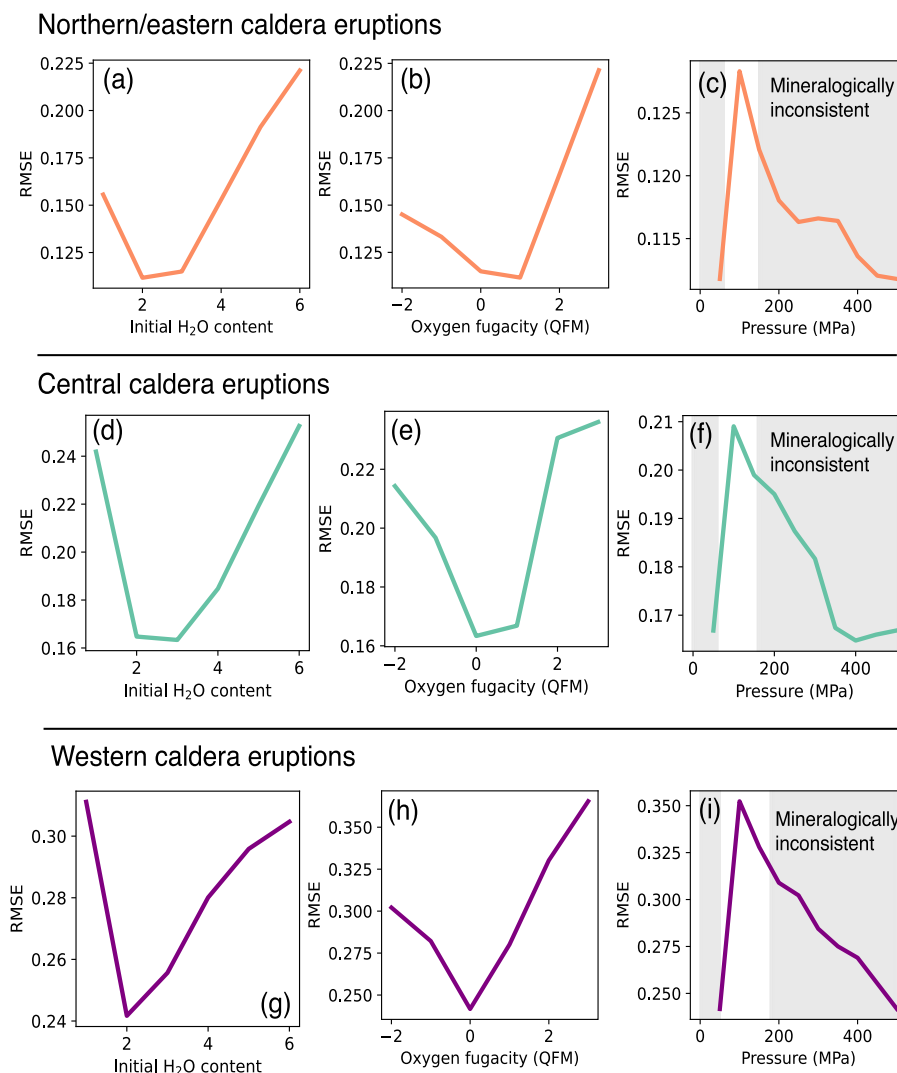 Northern/eastern caldera eruptions
(a)
0.225
0.200
0.175
0.150
0.125
RMSE
2
4
6
Initial H₂O content
(b)
0.225
0.200
0.175
0.150
0.125
RMSE
−2
0
2
Oxygen fugacity (QFM)
(c)
Mineralogically
inconsistent
0.125
0.120
0.115
RMSE
0
200
400
Pressure (MPa)
Central caldera eruptions
(d)
0.24
0.22
0.20
0.18
0.16
RMSE
2
4
6
Initial H₂O content
(e)
0.22
0.20
0.18
0.16
RMSE
−2
0
2
Oxygen fugacity (QFM)
(f)
Mineralogically
inconsistent
0.21
0.20
0.19
0.18
0.17
RMSE
0
200
400
Pressure (MPa)
Western caldera eruptions
0.30
0.28
0.26
0.24
RMSE
(g)
2
4
6
Initial H₂O content
(h)
0.350
0.325
0.300
0.275
0.250
RMSE
−2
0
2
Oxygen fugacity (QFM)
(i)
Mineralogically
inconsistent
0.350
0.325
0.300
0.275
0.250
RMSE
0
200
400
Pressure (MPa)